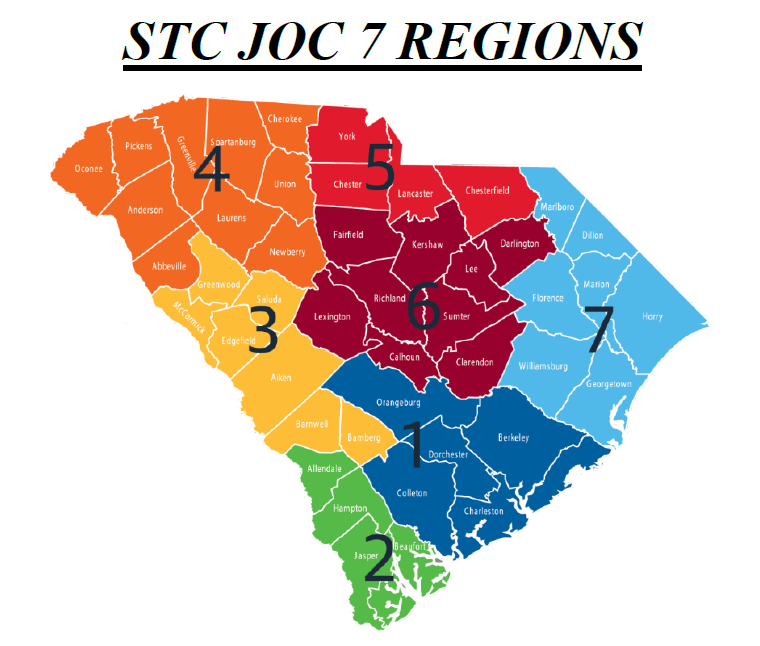 STC JOC 7 REGIONS
Cherokee
York
Pickens
Greenville
Spartanburg
4
5
Oconee
Union
Chester
Lancaster
Chesterfield
Anderson
Laurens
Marlboro
Dillon
Fairfield
Kershaw
Darlington
Newberry
Abbeville
Lee
Greenwood
Saluda
Richland
6
Florence
Marion
McCormick
3
Lexington
Sumter
7
Horry
Edgefield
Calhoun
Clarendon
Williamsburg
Aiken
Georgetown
Orangeburg
Barnwell
Bamberg
1
Berkeley
Dorchester
Allendale
Colleton
Hampton
Charleston
Jasper
2
Beaufort